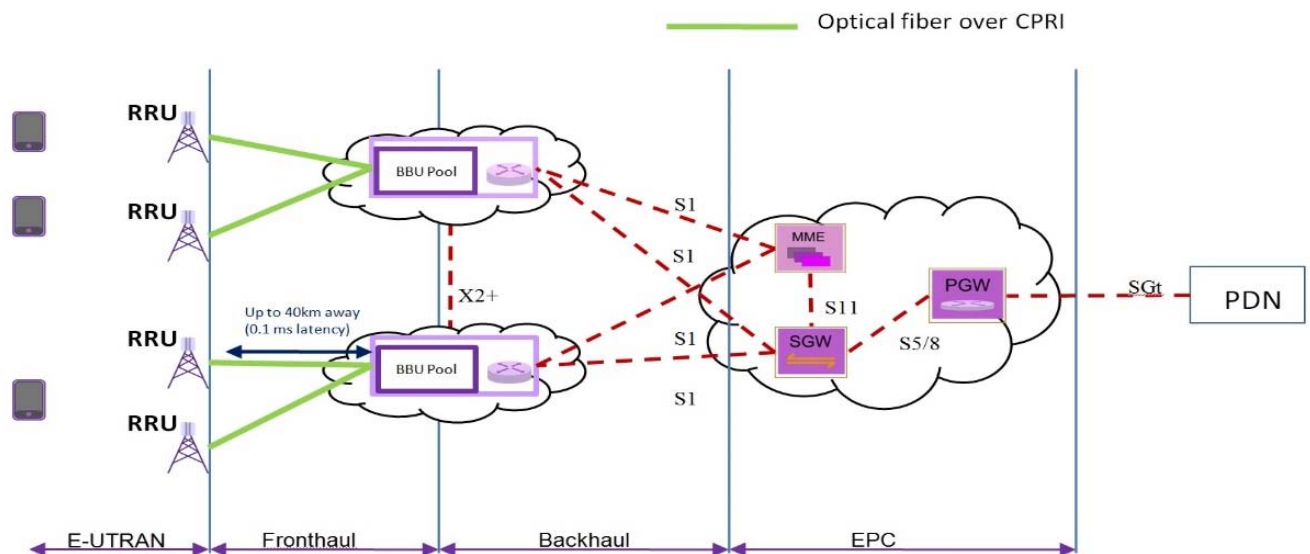 Optical fiber over CPRI
RRU
BBU Pool
RRU
S1
MME
S1
X2+
S11
PGW
SGt
PDN
Up to 40km away
(0.1 ms latency)
RRU
S1
SGW
S5/8
BBU Pool
S1
RRU
E-UTRAN
Fronthaul
Backhaul
EPC